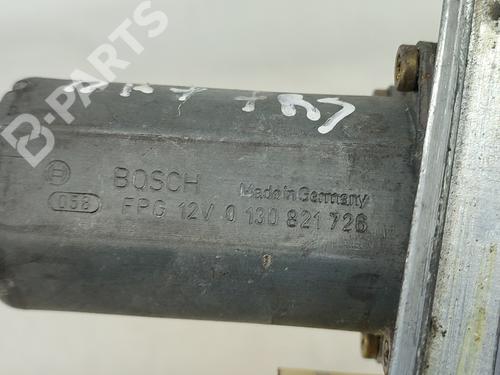 B-PARTS
BOSCH Made in Germany
058 FPG 12V 0 130 821 726